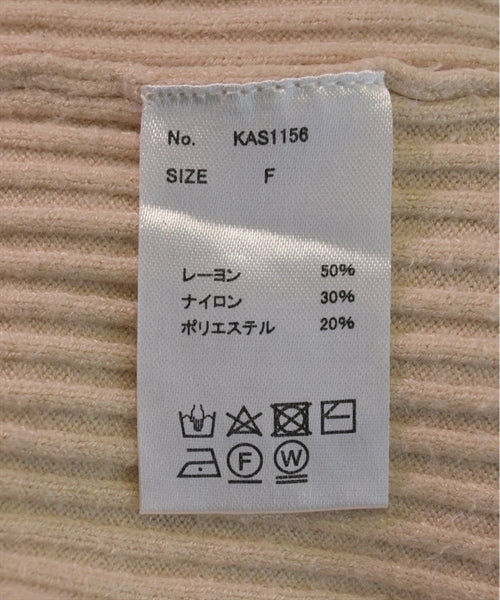 No. KAS1156
SIZE F
レーヨン 50%
ナイロン 30%
ポリエステル 20%
F W